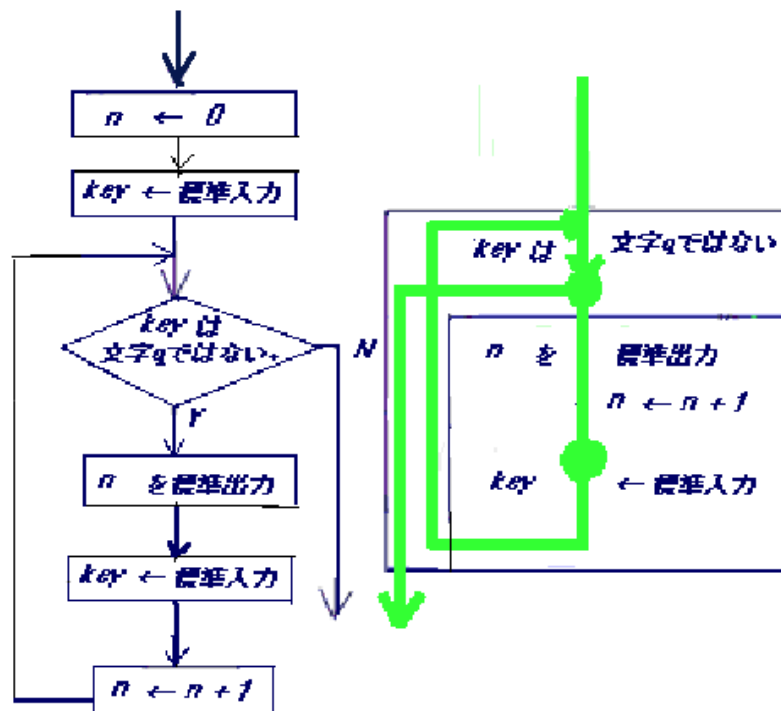 n ← 0
key ← 標準入力
key は
文字qではない.
N
Y
n を標準出力
key ← 標準入力
n ← n + 1
key は 文字qではない
n を 標準出力
n ← n + 1
key ← 標準入力